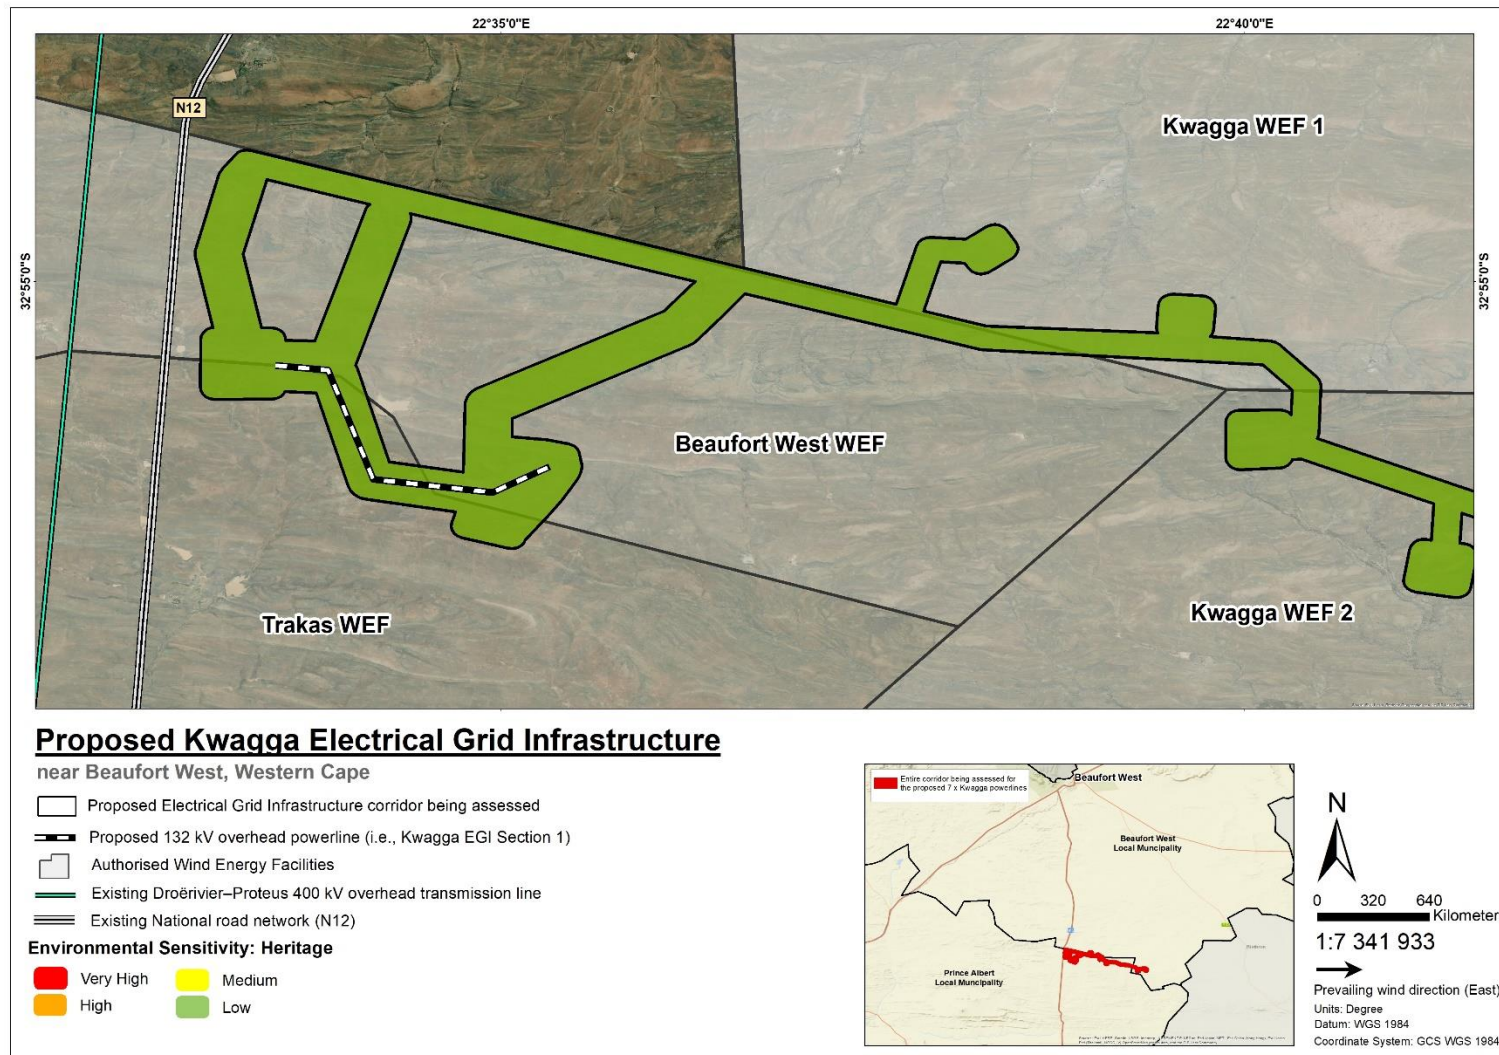 22°35'0"E
22°40'0"E
N12
Kwagga WEF 1
32°55'0"S
32°55'0"S
Beaufort West WEF
Trakas WEF
Kwagga WEF 2
Proposed Kwagga Electrical Grid Infrastructure
near Beaufort West, Western Cape
Proposed Electrical Grid Infrastructure corridor being assessed
Proposed 132 kV overhead powerline (i.e., Kwagga EGI Section 1)
Authorised Wind Energy Facilities
Existing Droërivier–Proteus 400 kV overhead transmission line
Existing National road network (N12)
Environmental Sensitivity: Heritage
Very High
Medium
High
Low
Entire corridor being assessed for
the proposed 7 x Kwagga powerlines
Beaufort West
Beaufort West
Local Muncipality
Prince Albert
Local Municipality
N
0 320 640
Kilometer
1:7 341 933
Prevailing wind direction (East)
Units: Degree
Datum: WGS 1984
Coordinate System: GCS WGS 1984